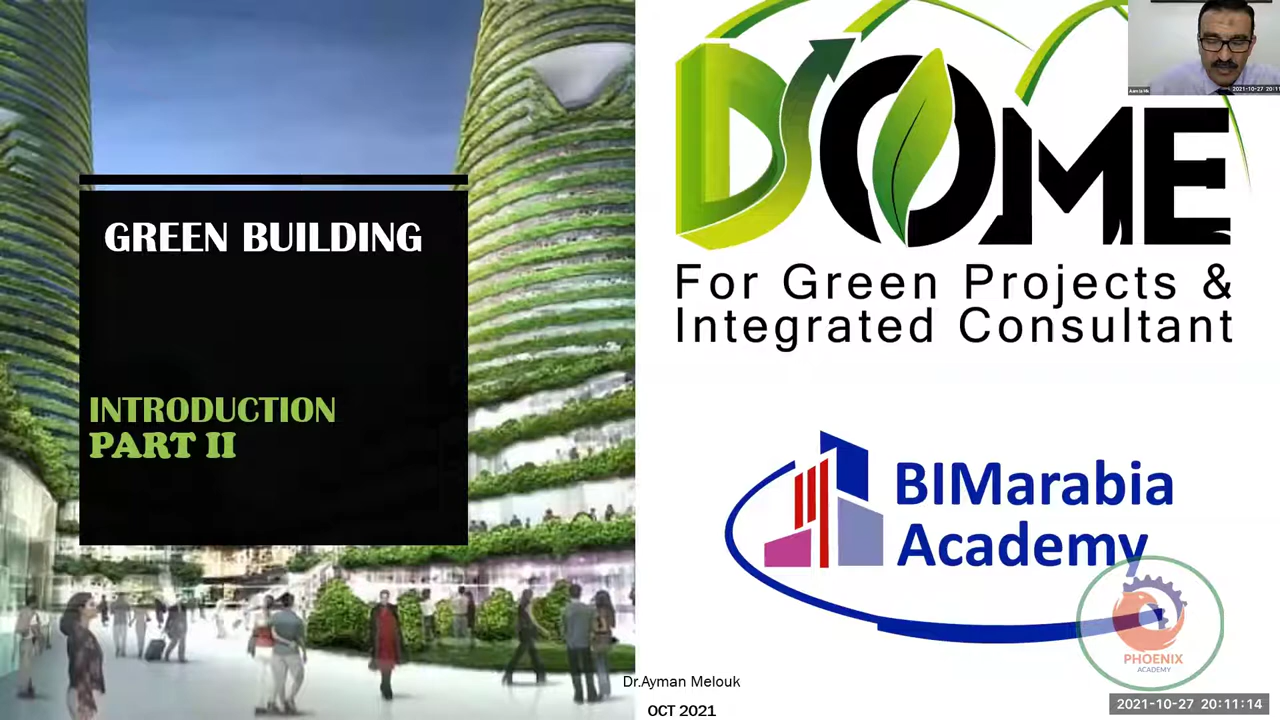 GREEN BUILDING
INTRODUCTION
PART II
DOME
For Green Projects &
Integrated Consultant
BIMarabia
Academy
PHOENIX
ACADEMY
Dr.Ayman Melouk
OCT 2021
2021-10-27 20:11:14